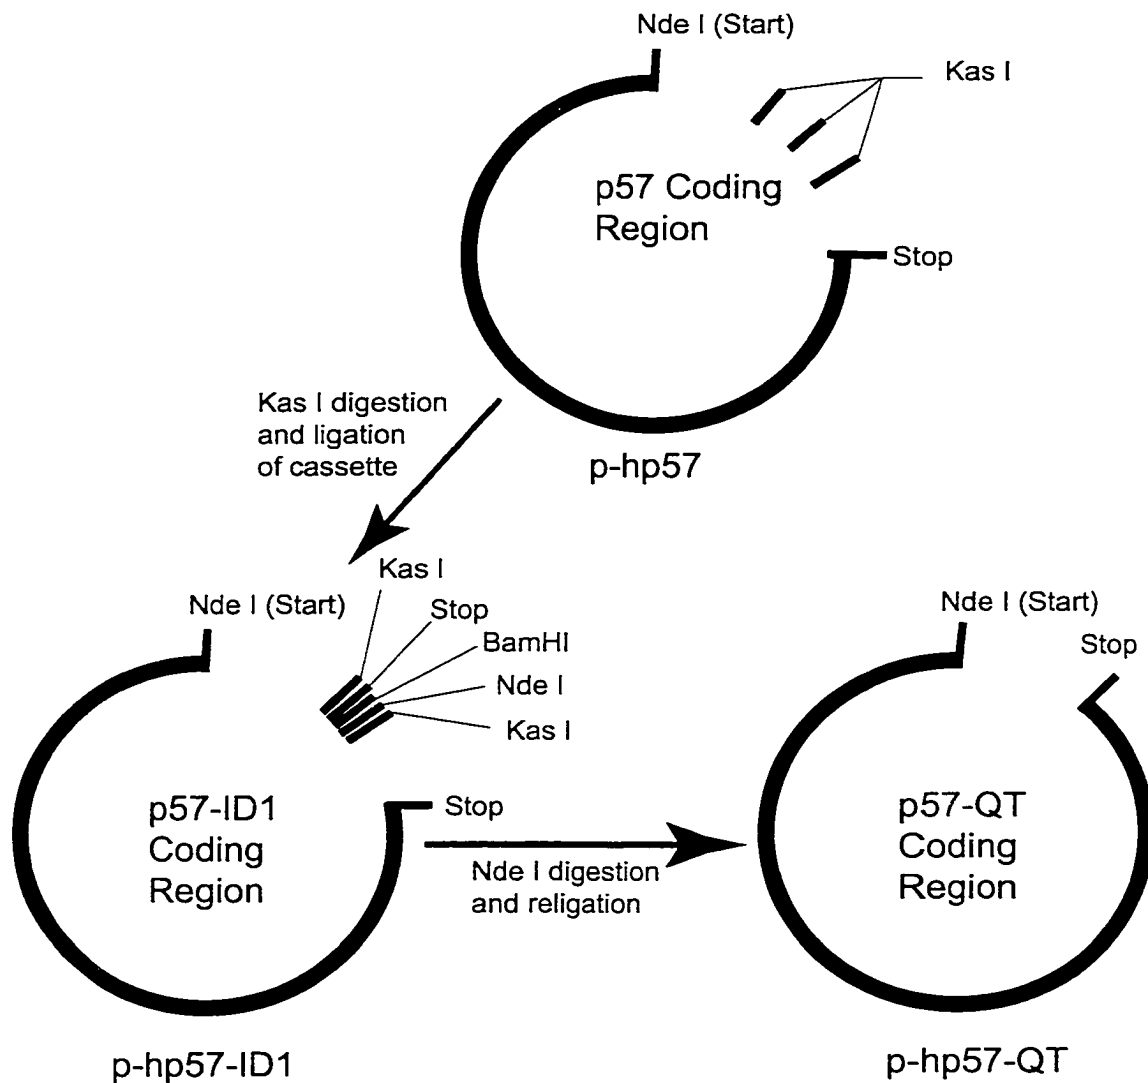 Nde I (Start)
Kas I
p57 Coding
Region
Stop
p-hp57
Kas I digestion
and ligation
of cassette
Kas I
Nde I (Start)
Stop
BamHI
Nde I
Kas I
p57-ID1
Coding
Region
Stop
p-hp57-ID1
Nde I digestion
and religation
Nde I (Start)
Stop
p57-QT
Coding
Region
p-hp57-QT